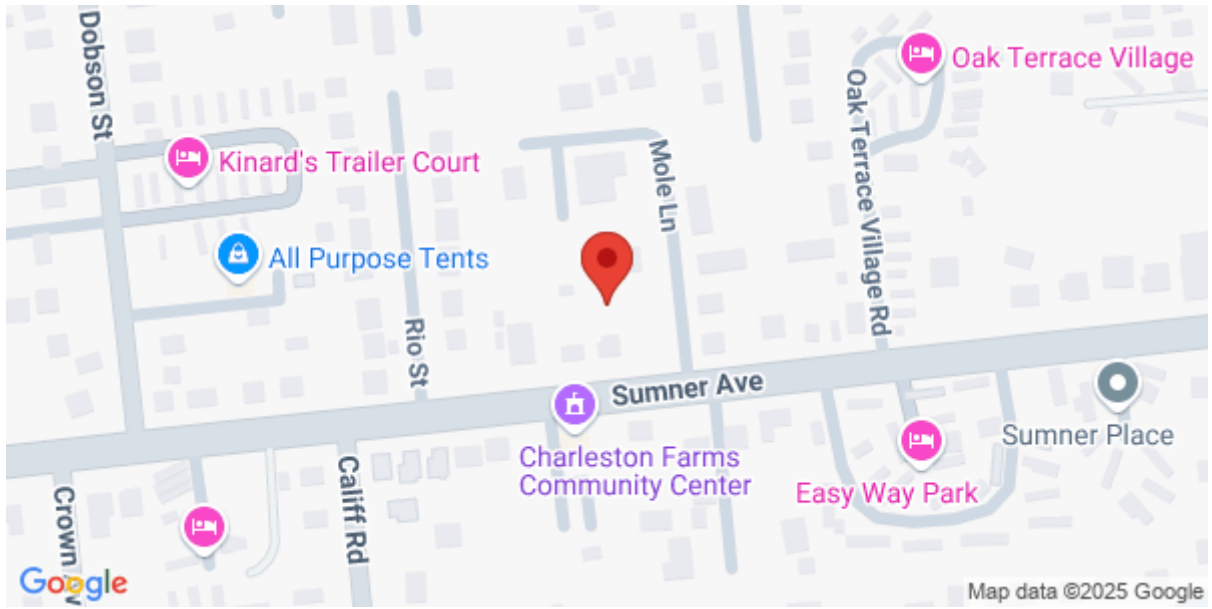 Dobson St
Oak Terrace Village
Kinard's Trailer Court
Mole Ln
Oak Terrace Village Rd
All Purpose Tents
Rio St
Sumner Ave
Charleston Farms
Community Center
Sumner Place
Easy Way Park
Califf Rd
Crown
Google
Map data ©2025 Google